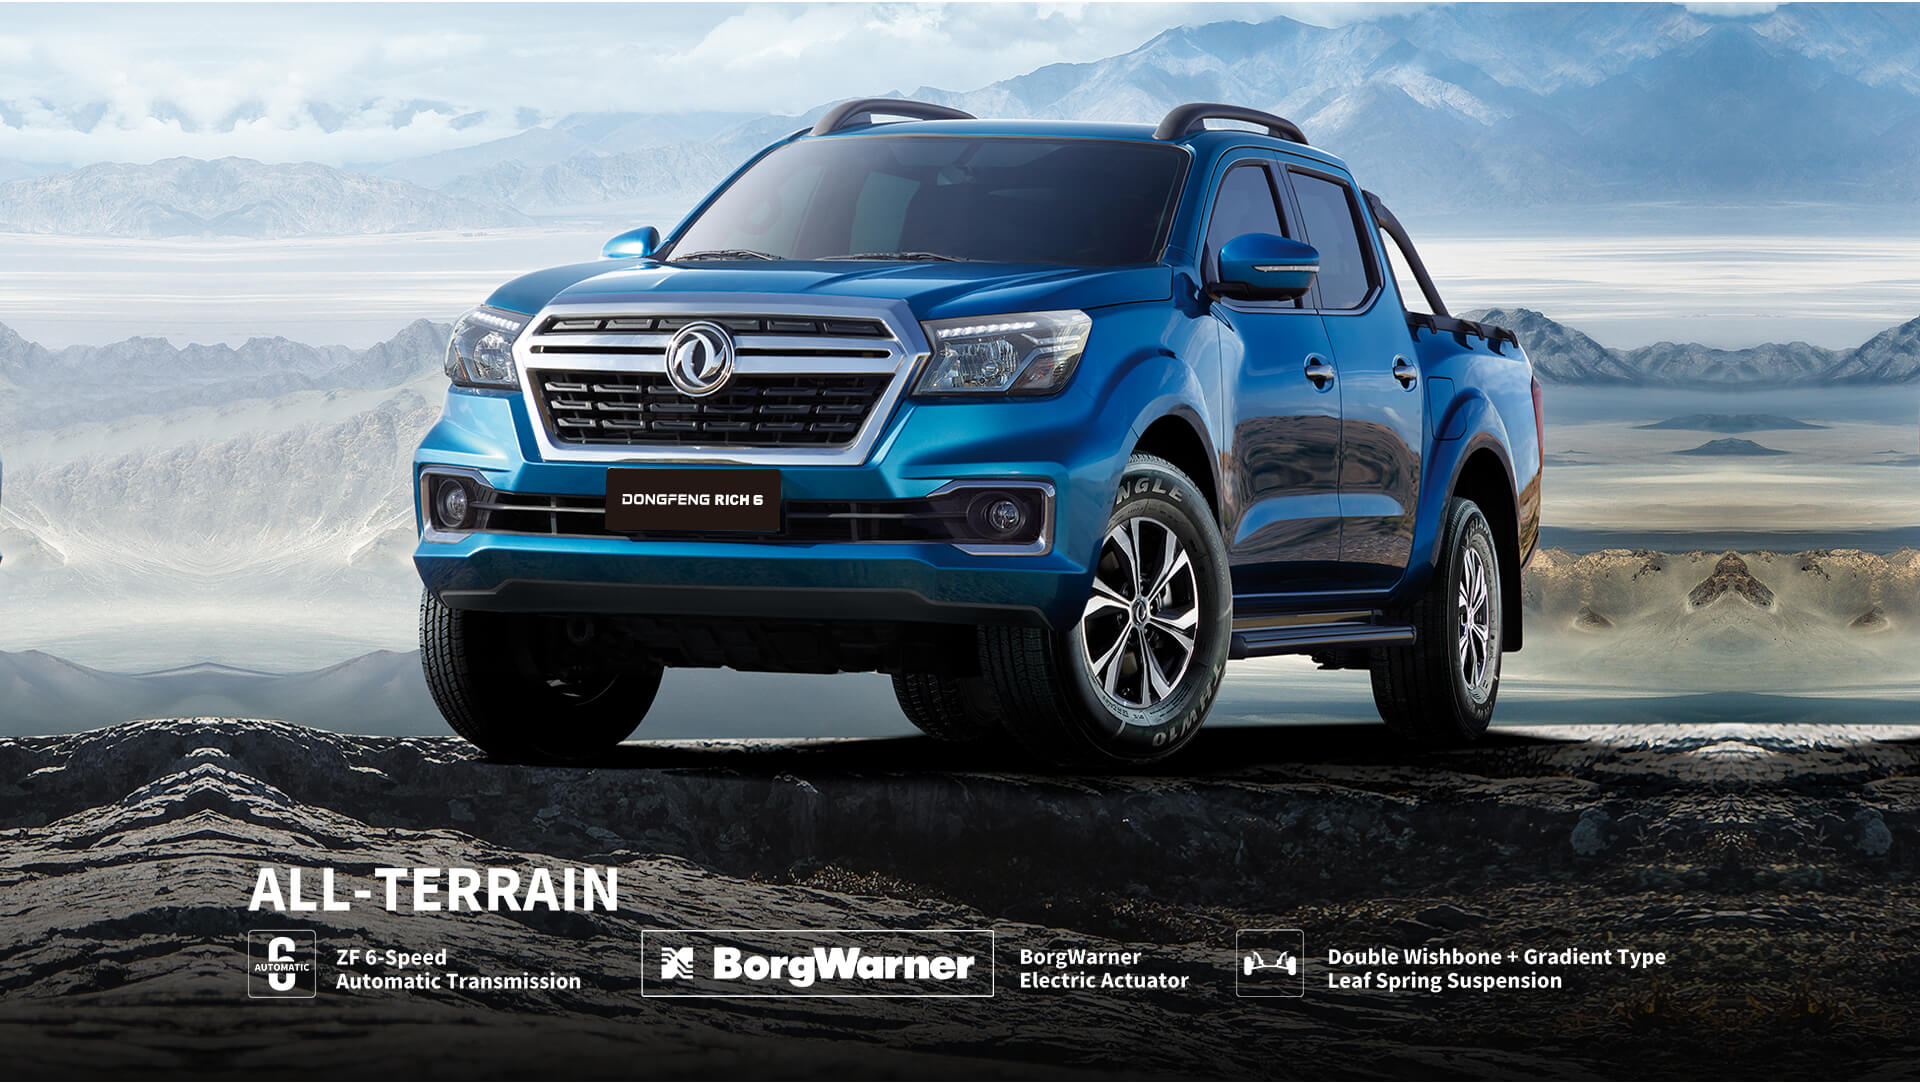 DONGFENG RICH 6
NGLE
ALL-TERRAIN
6
AUTOMATIC
ZF 6-Speed
Automatic Transmission
BorgWarner
BorgWarner
Electric Actuator
Double Wishbone + Gradient Type
Leaf Spring Suspension